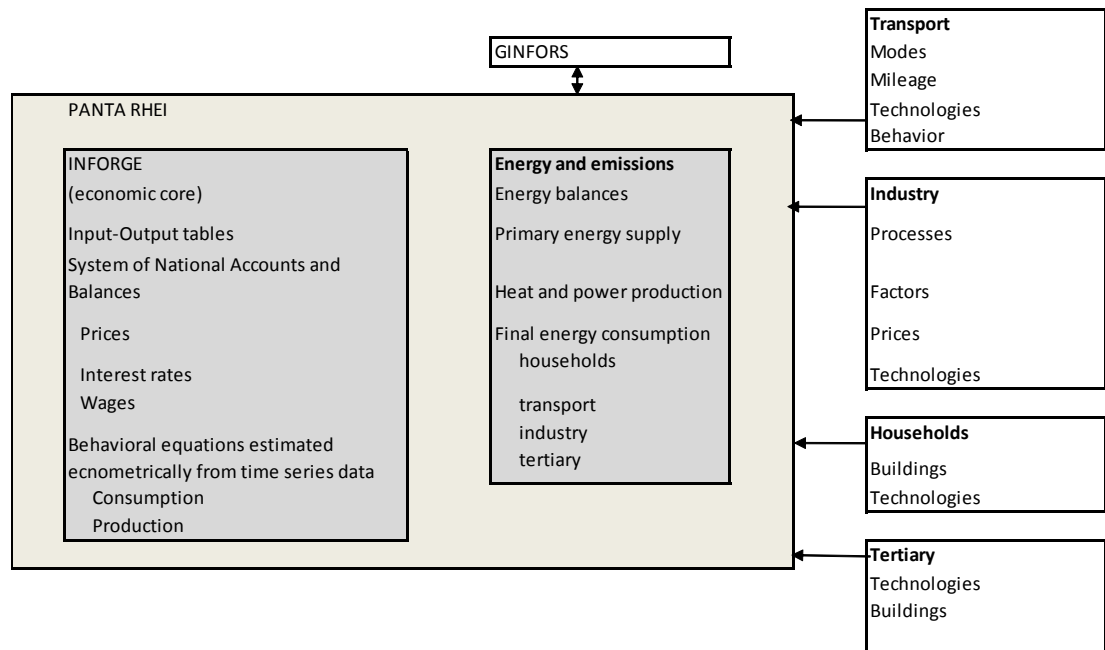 GINFORS
PANTA RHEI
INFORGE
(economic core)
Input-Output tables
System of National Accounts and
Balances
Prices
Interest rates
Wages
Behavioral equations estimated
ecnometrically from time series data
Consumption
Production
Energy and emissions
Energy balances
Primary energy supply
Heat and power production
Final energy consumption
households
transport
industry
tertiary
Transport
Modes
Mileage
Technologies
Behavior
Industry
Processes
Factors
Prices
Technologies
Households
Buildings
Technologies
Tertiary
Technologies
Buildings